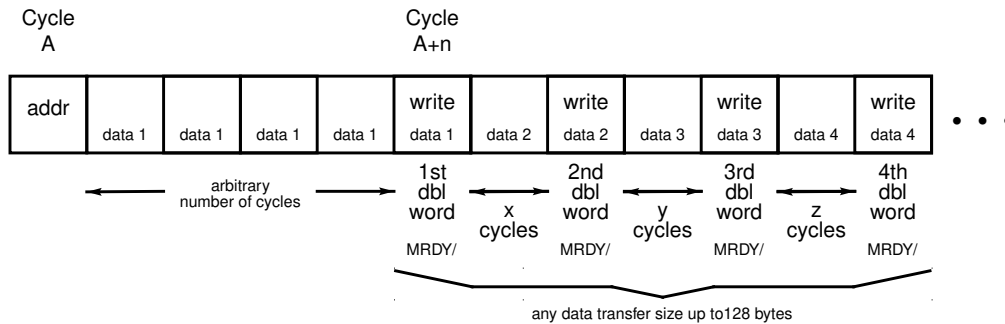 Cycle
A
Cycle
A+n
addr
data 1
data 1
data 1
data 1
write
data 1
data 2
write
data 2
data 3
write
data 3
data 4
write
data 4
• • •
arbitrary
number of cycles
1st
dbl
word
MRDY/
x
cycles
2nd
dbl
word
MRDY/
y
cycles
3rd
dbl
word
MRDY/
z
cycles
4th
dbl
word
MRDY/
any data transfer size up to128 bytes